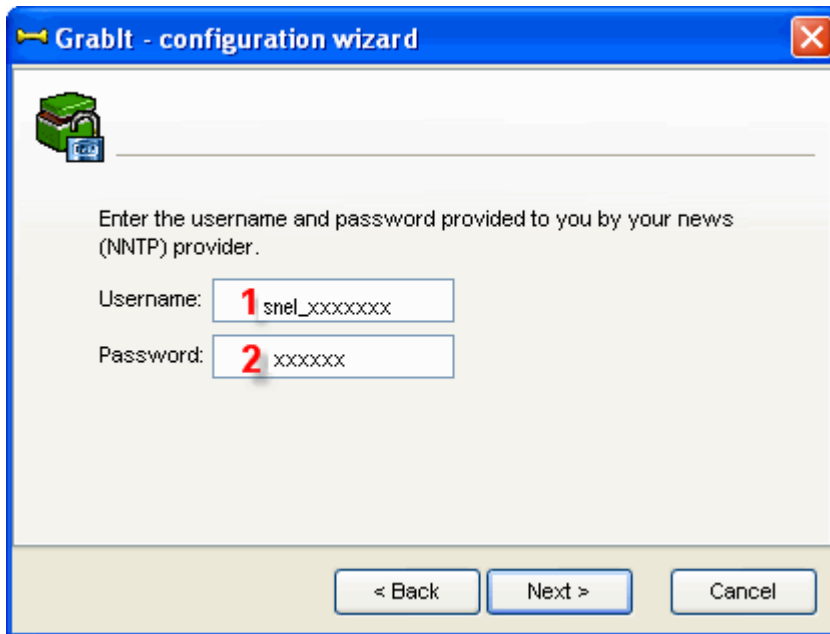 GrabIt - configuration wizard
Enter the username and password provided to you by your news
(NNTP) provider.
Username: 1 snel_xxxxxxx
Password: 2 xxxxxx
< Back Next > Cancel